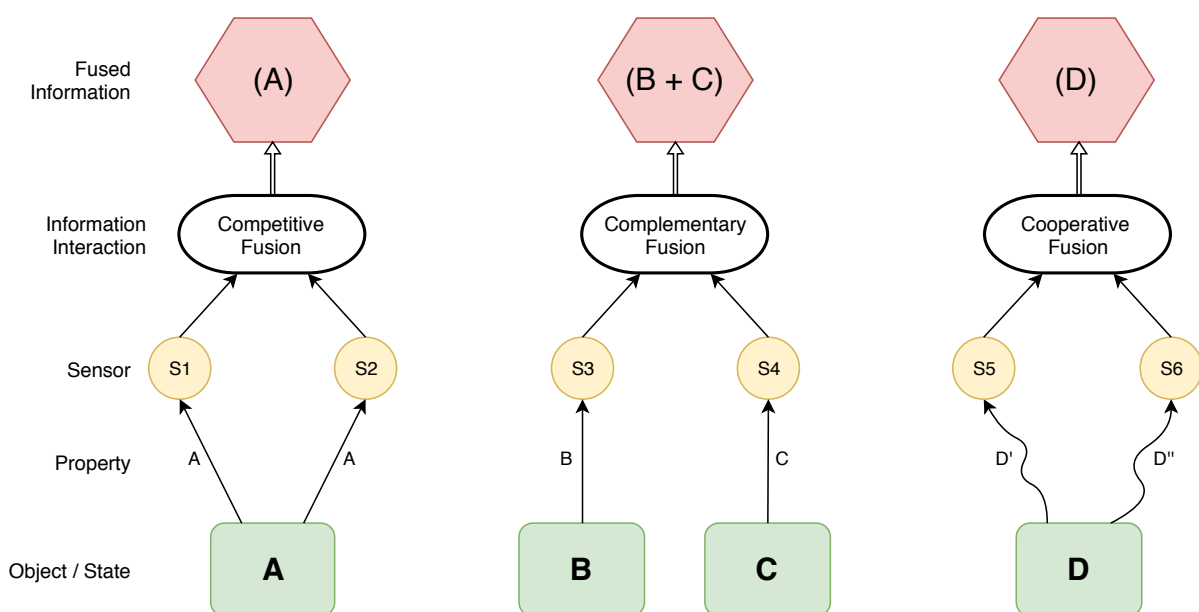 Fused
Information
(A)
(B + C)
(D)
Information
Interaction
Competitive
Fusion
Complementary
Fusion
Cooperative
Fusion
Sensor
S1
S2
S3
S4
S5
S6
Property
A
A
B
C
D'
D"
Object / State
A
B
C
D